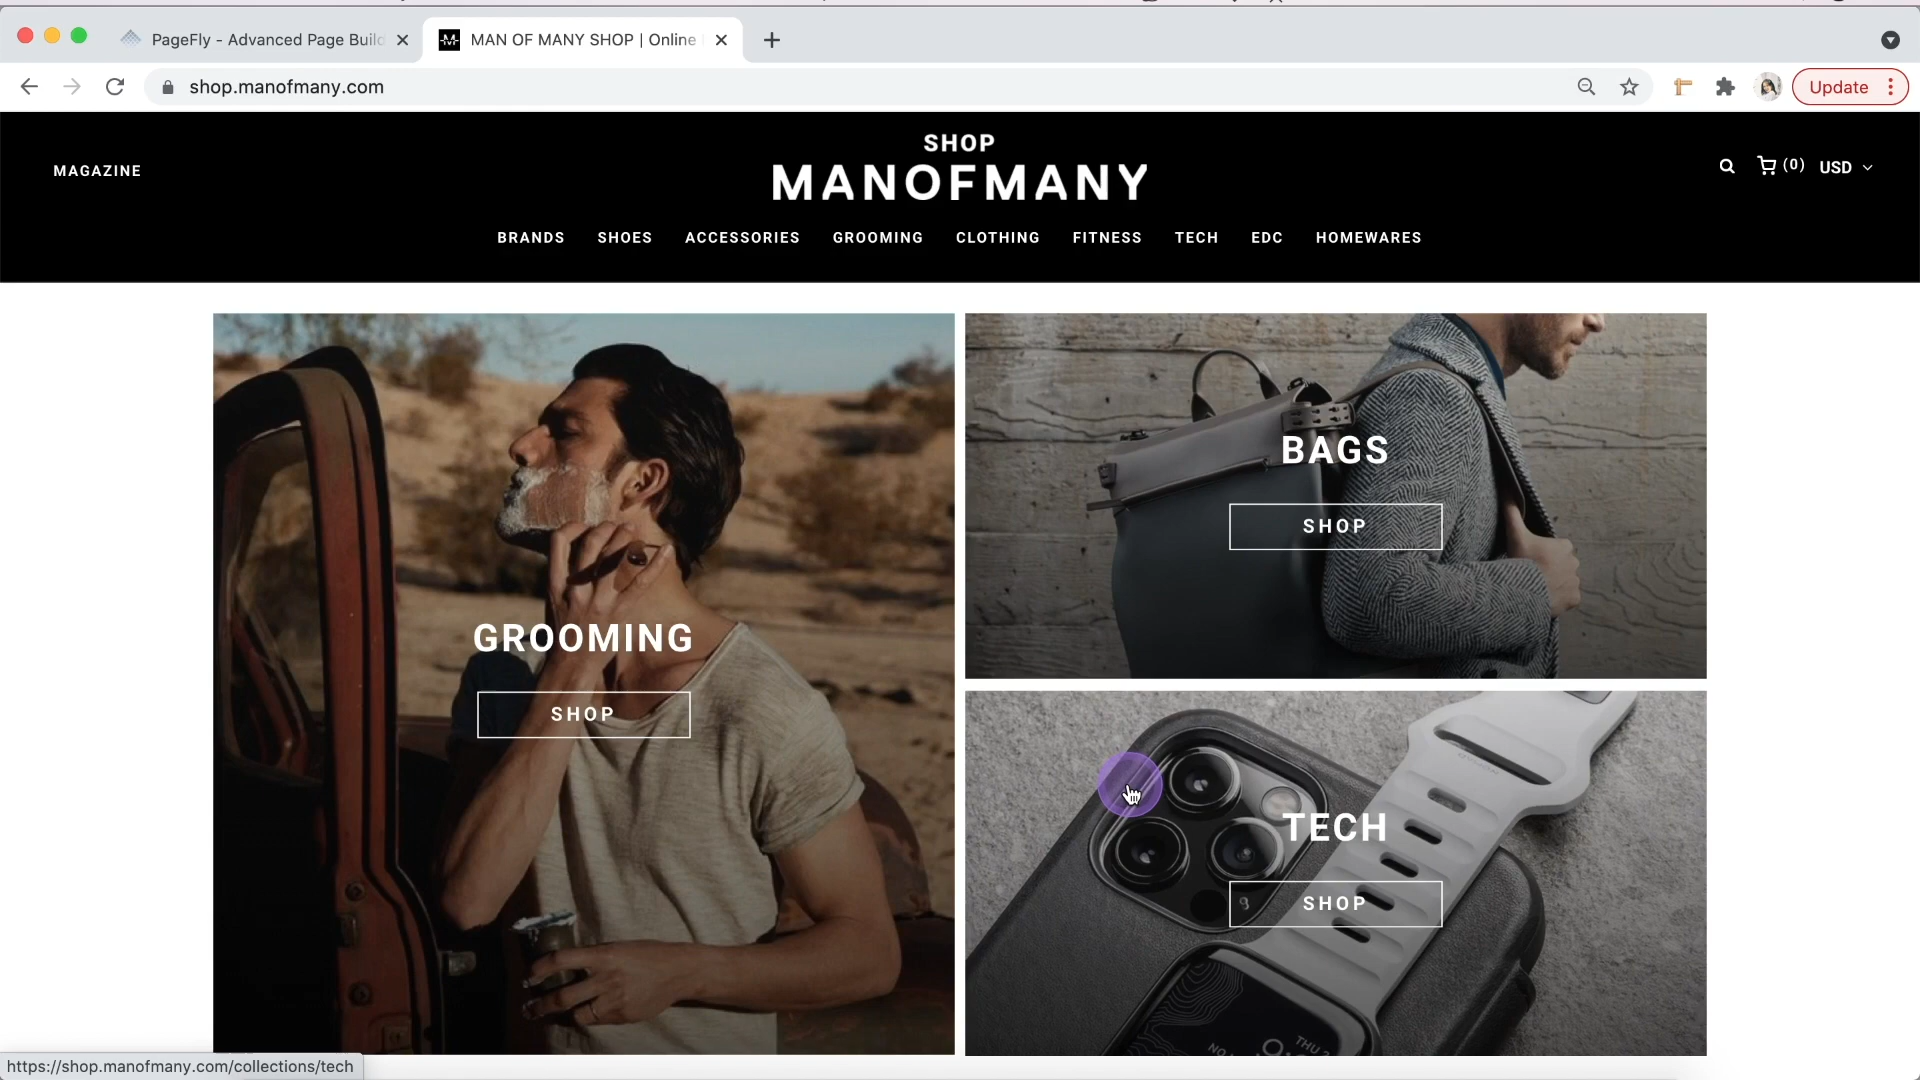 PageFly - Advanced Page Build
MAN OF MANY SHOP | Online
shop.manofmany.com
Update
MAGAZINE
SHOP
MANOFMANY
(0) USD
BRANDS SHOES ACCESSORIES GROOMING CLOTHING FITNESS TECH EDC HOMEWARES
GROOMING
SHOP
BAGS
SHOP
TECH
SHOP
THU
https://shop.manofmany.com/collections/tech